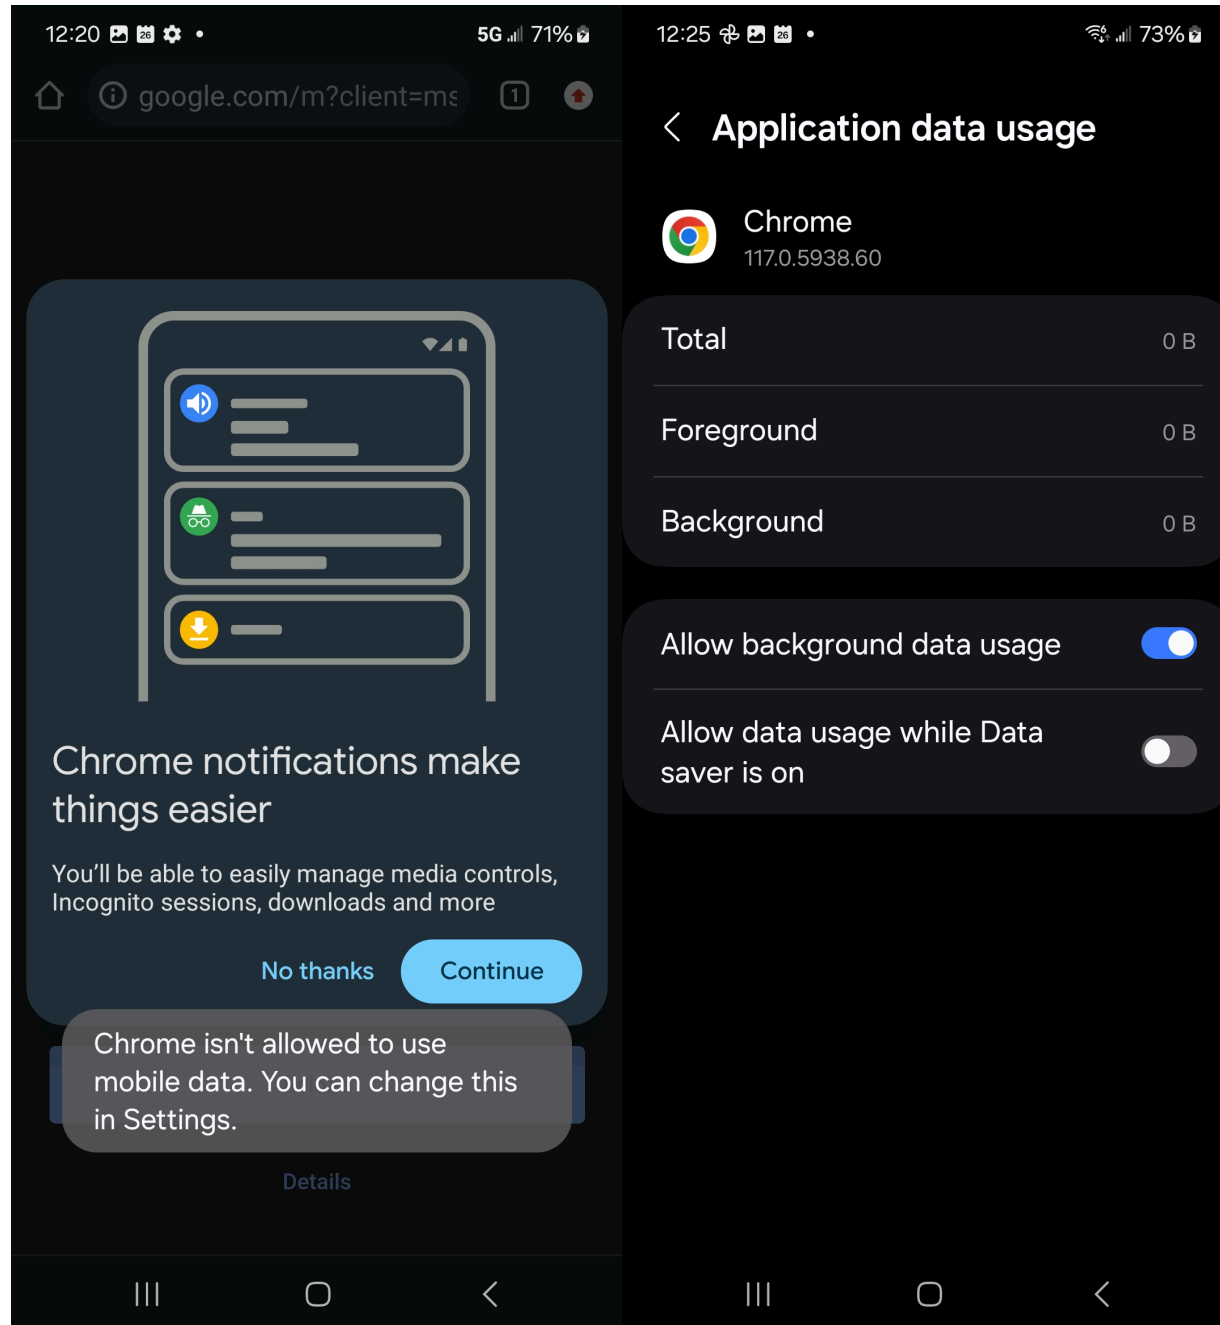 12:20
26
5G
71%
google.com/m?client=ms
1
Chrome notifications make
things easier
You’ll be able to easily manage media controls,
Incognito sessions, downloads and more
No thanks
Continue
Chrome isn't allowed to use
mobile data. You can change this
in Settings.
Details
12:25
26
6
73%
Application data usage
Chrome
117.0.5938.60
Total
0 B
Foreground
0 B
Background
0 B
Allow background data usage
Allow data usage while Data
saver is on